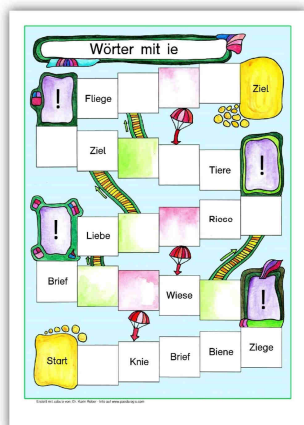 Wörter mit ie
! Fliege Ziel
Ziel Tiere !
! Liebe Riese
Brief Wiese !
Start Knie Brief Biene Ziege